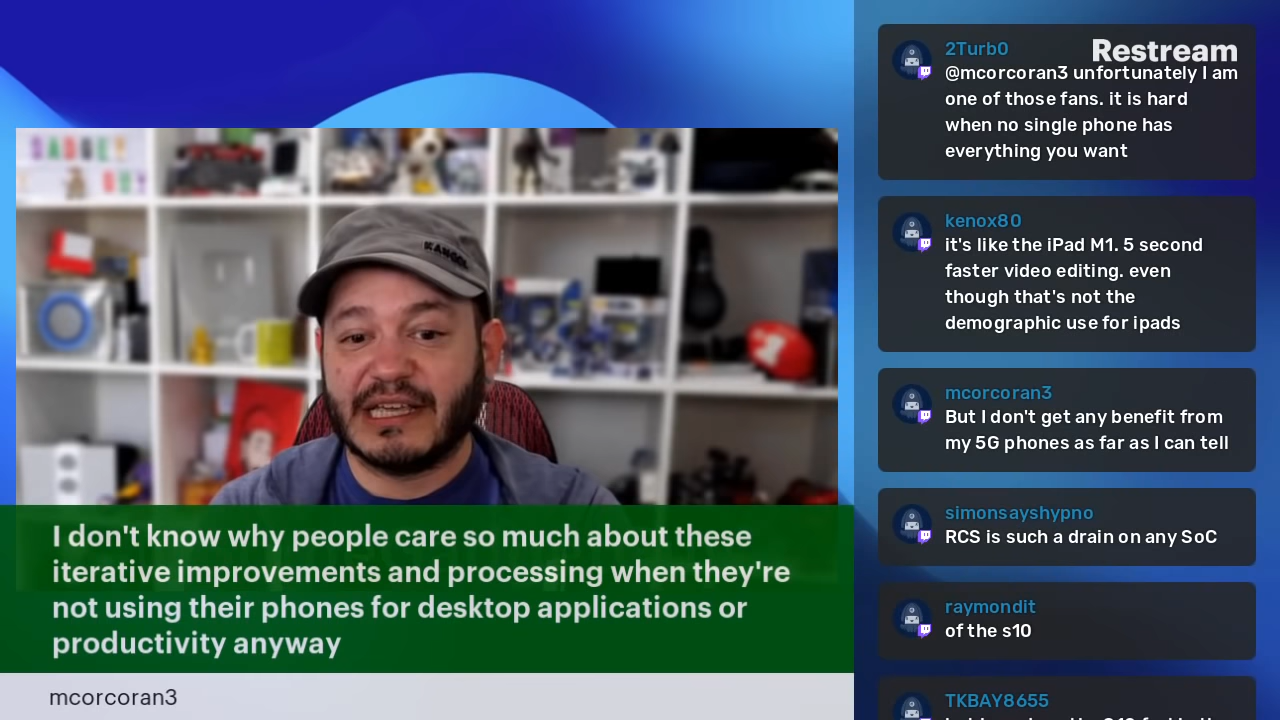 2Turb0
Restream
@mcorcoran3 unfortunately I am
one of those fans. it is hard
when no single phone has
everything you want
kenox80
it's like the iPad M1. 5 second
faster video editing. even
though that's not the
demographic use for ipads
mcorcoran3
But I don't get any benefit from
my 5G phones as far as I can tell
simonsayshypno
RCS is such a drain on any SoC
raymondit
of the s10
TKBAY8655
GADGET
GUY
KANGOL
I don't know why people care so much about these
iterative improvements and processing when they're
not using their phones for desktop applications or
productivity anyway
mcorcoran3